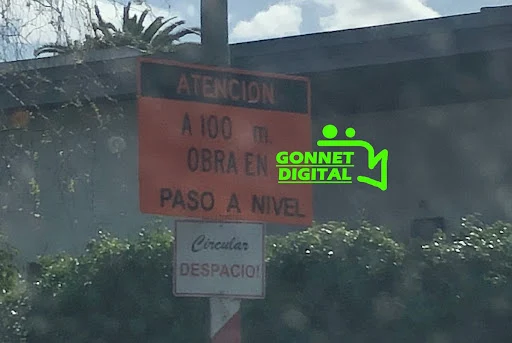 ATENCION
A 100 m.
OBRA EN
PASO A NIVEL
Circular
DESPACIO!
GONNET
DIGITAL